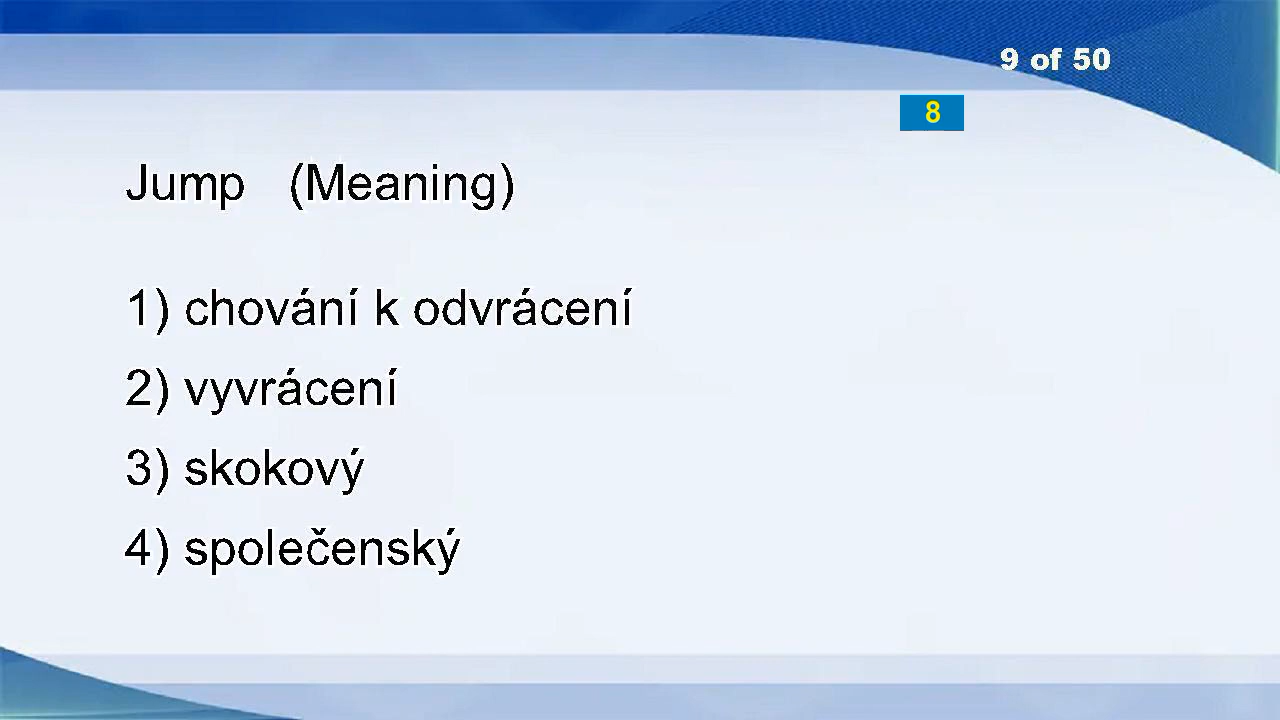 9 of 50
8
Jump (Meaning)
1) chování k odvrácení
2) vyvrácení
3) skokový
4) společenský